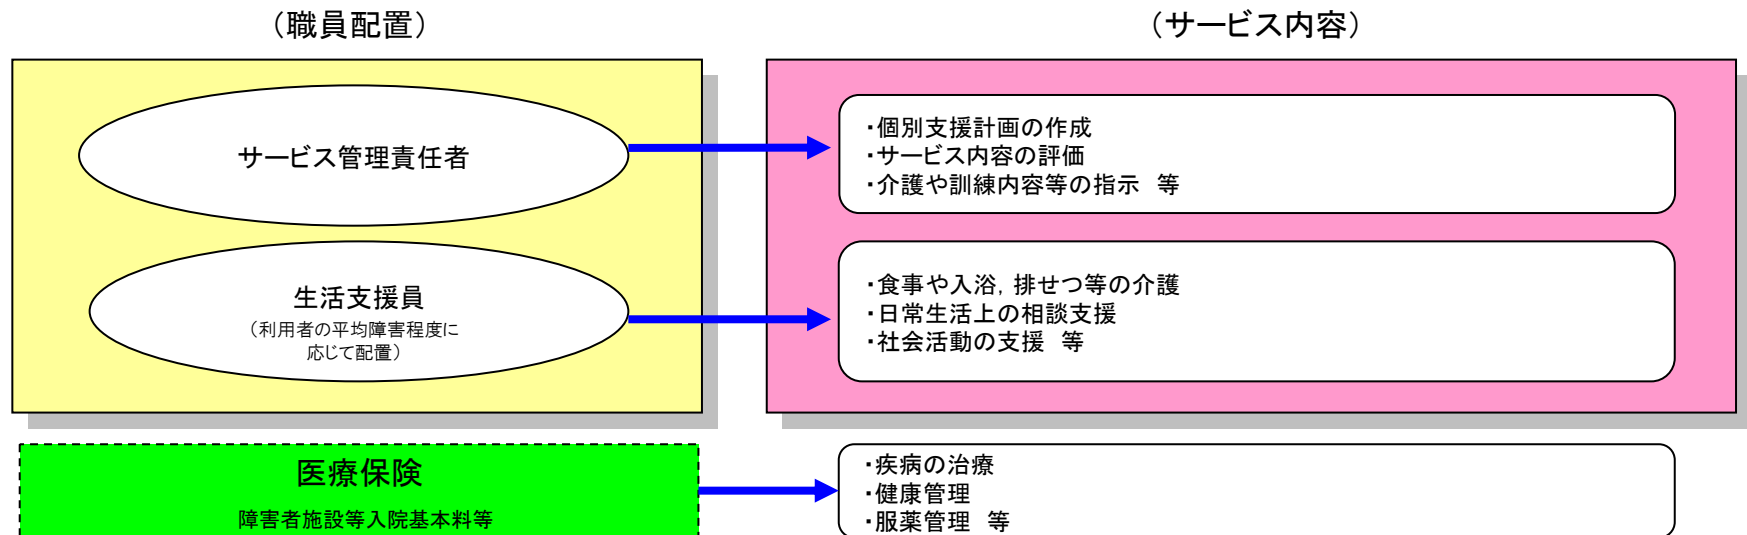 （職員配置）
（サービス内容）
サービス管理責任者
・個別支援計画の作成
・サービス内容の評価
・介護や訓練内容等の指示　等
生活支援員
（利用者の平均障害程度に
応じて配置）
・食事や入浴，排せつ等の介護
・日常生活上の相談支援
・社会活動の支援　等
医療保険
障害者施設等入院基本料等
・疾病の治療
・健康管理
・服薬管理　等